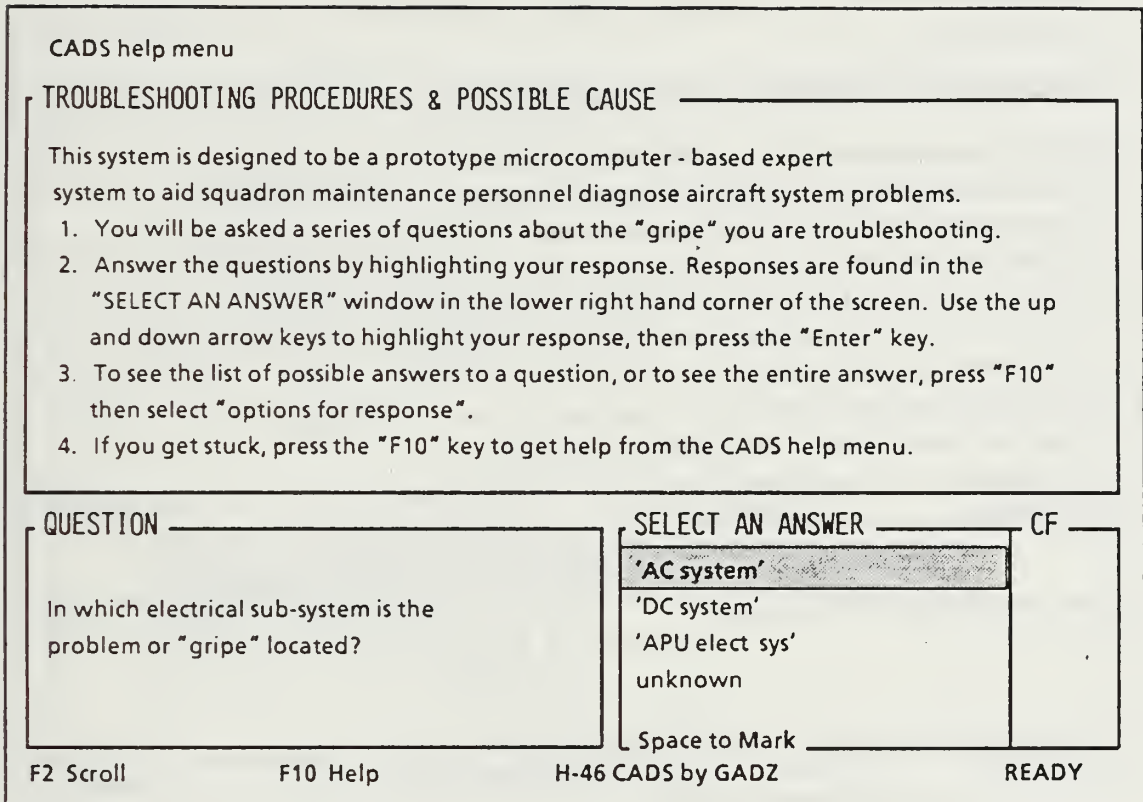 CADS help menu
TROUBLESHOOTING PROCEDURES & POSSIBLE CAUSE
This system is designed to be a prototype microcomputer - based expert
system to aid squadron maintenance personnel diagnose aircraft system problems.
1. You will be asked a series of questions about the "gripe" you are troubleshooting.
2. Answer the questions by highlighting your response. Responses are found in the
"SELECT AN ANSWER" window in the lower right hand corner of the screen. Use the up
and down arrow keys to highlight your response, then press the "Enter" key.
3. To see the list of possible answers to a question, or to see the entire answer, press "F10"
then select "options for response".
4. If you get stuck, press the "F10" key to get help from the CADS help menu.
QUESTION
In which electrical sub-system is the
problem or "gripe" located?
SELECT AN ANSWER
CF
'AC system'
'DC system'
'APU elect sys'
unknown
Space to Mark
F2 Scroll F10 Help H-46 CADS by GADZ READY